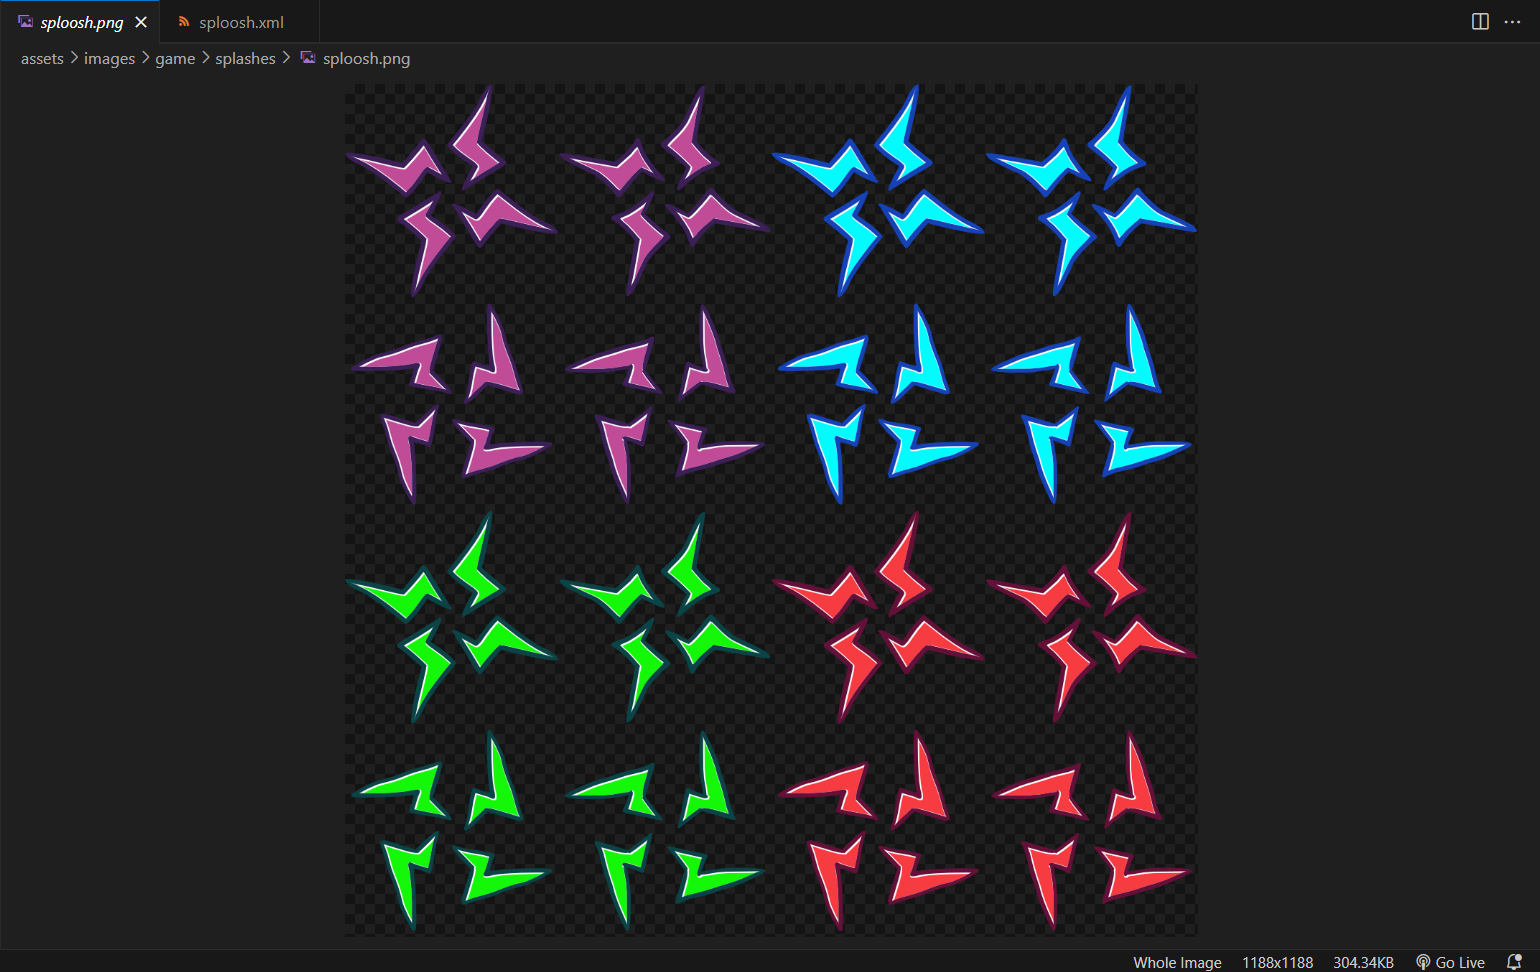 sploosh.png
sploosh.xml
assets
images
game
splashes
sploosh.png
Whole Image
1188x1188
304.34KB
Go Live